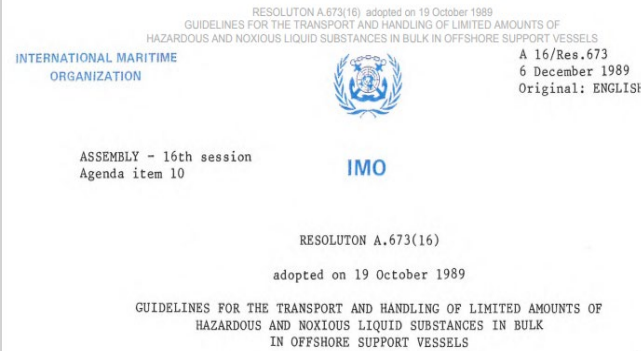 RESOLUTION A.673(16) adopted on 19 October 1989
GUIDELINES FOR THE TRANSPORT AND HANDLING OF LIMITED AMOUNTS OF
HAZARDOUS AND NOXIOUS LIQUID SUBSTANCES IN BULK IN OFFSHORE SUPPORT VESSELS
INTERNATIONAL MARITIME
ORGANIZATION
A 16/Res.673
6 December 1989
Original: ENGLISH
ASSEMBLY - 16th session
Agenda item 10
IMO
RESOLUTON A.673(16)
adopted on 19 October 1989
GUIDELINES FOR THE TRANSPORT AND HANDLING OF LIMITED AMOUNTS OF
HAZARDOUS AND NOXIOUS LIQUID SUBSTANCES IN BULK
IN OFFSHORE SUPPORT VESSELS